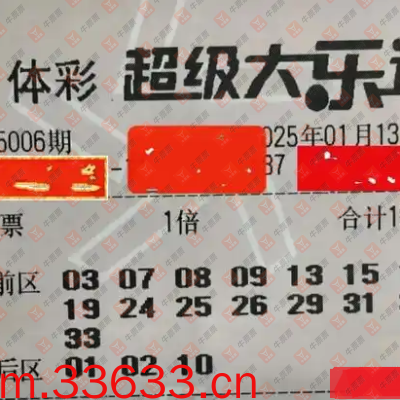 体彩 超级大乐
5006期 025年01月13
37
票 1倍 合计1
前区 03 07 08 09 13 15
19 24 25 26 29 31
33
后区 01 02 10
m.33633.cn